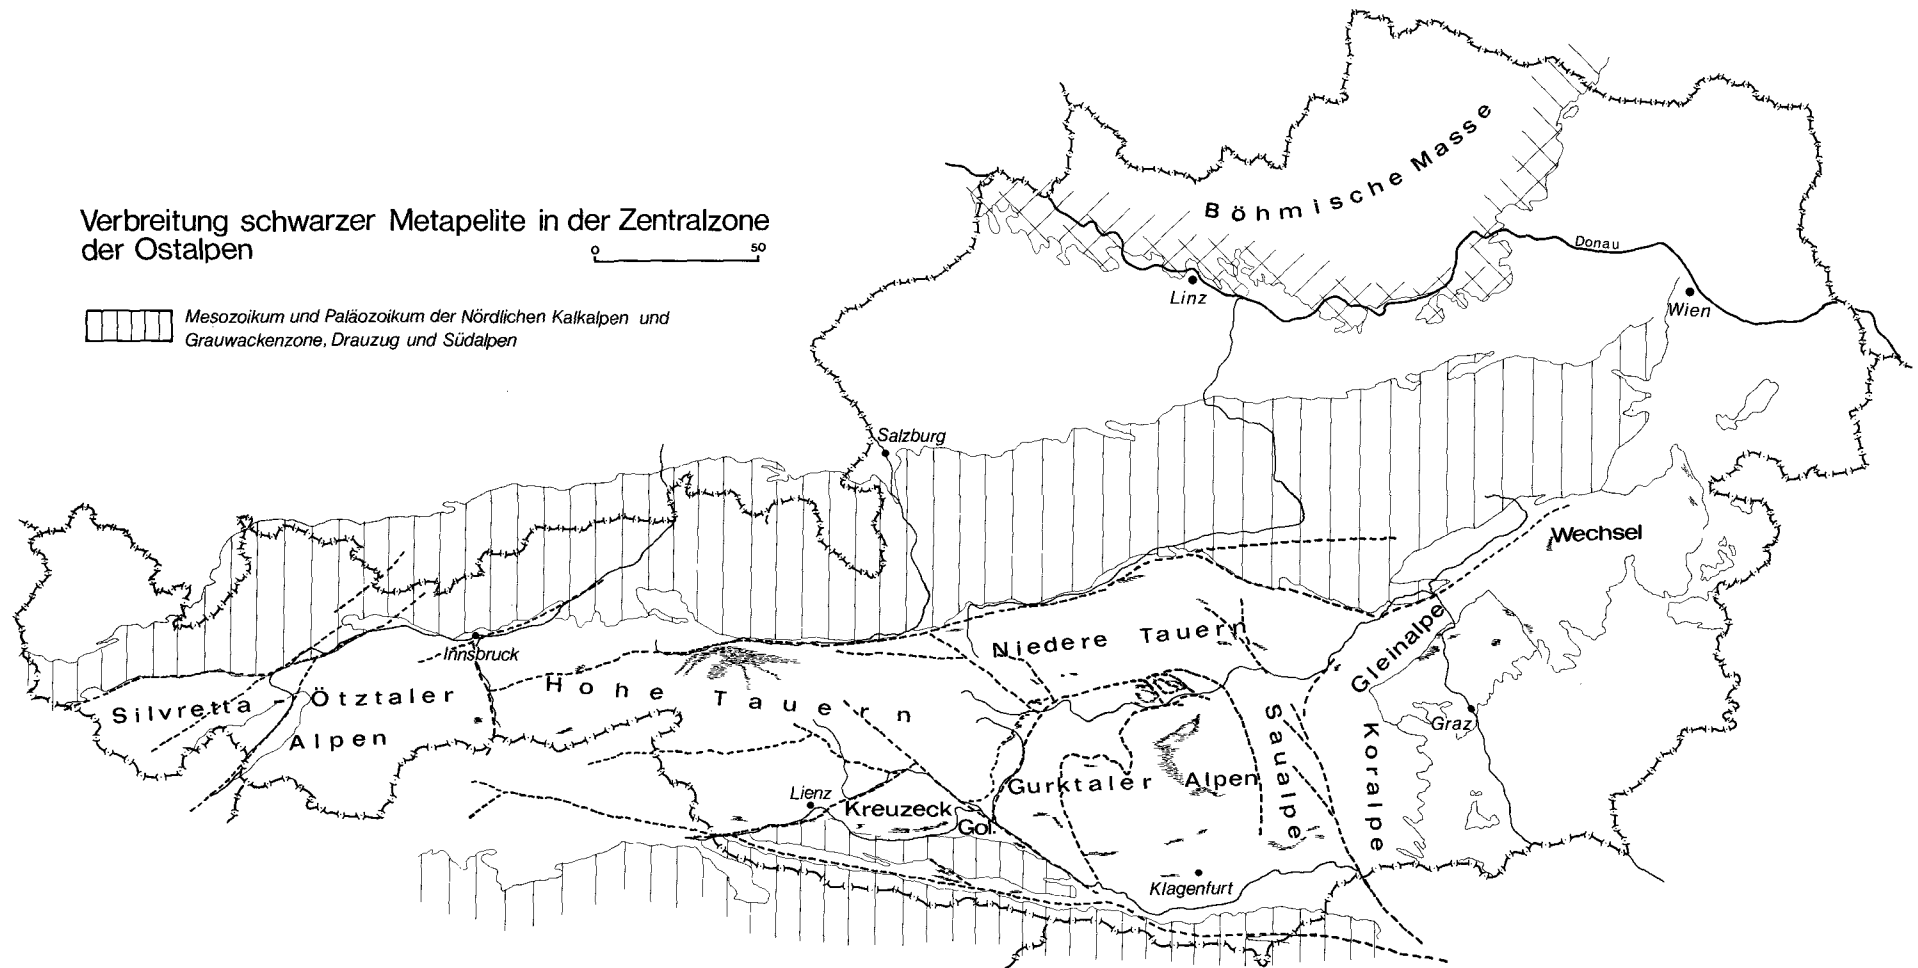 Verbreitung schwarzer Metapelite in der Zentralzone
der Ostalpen
0 50
Mesozoikum und Paläozoikum der Nördlichen Kalkalpen und
Grauwackenzone, Drauzug und Südalpen
Böhmische Masse
Donau
Linz
Wien
Salzburg
Wechsel
Innsbruck
Niedere Tauern
Gleinalpe
Silvretta
Ötztaler
Alpen
Hohe Tauern
Graz
Saualpe
Koralpe
Gurktaler Alpen
Lienz
Kreuzeck
Gol.
Klagenfurt